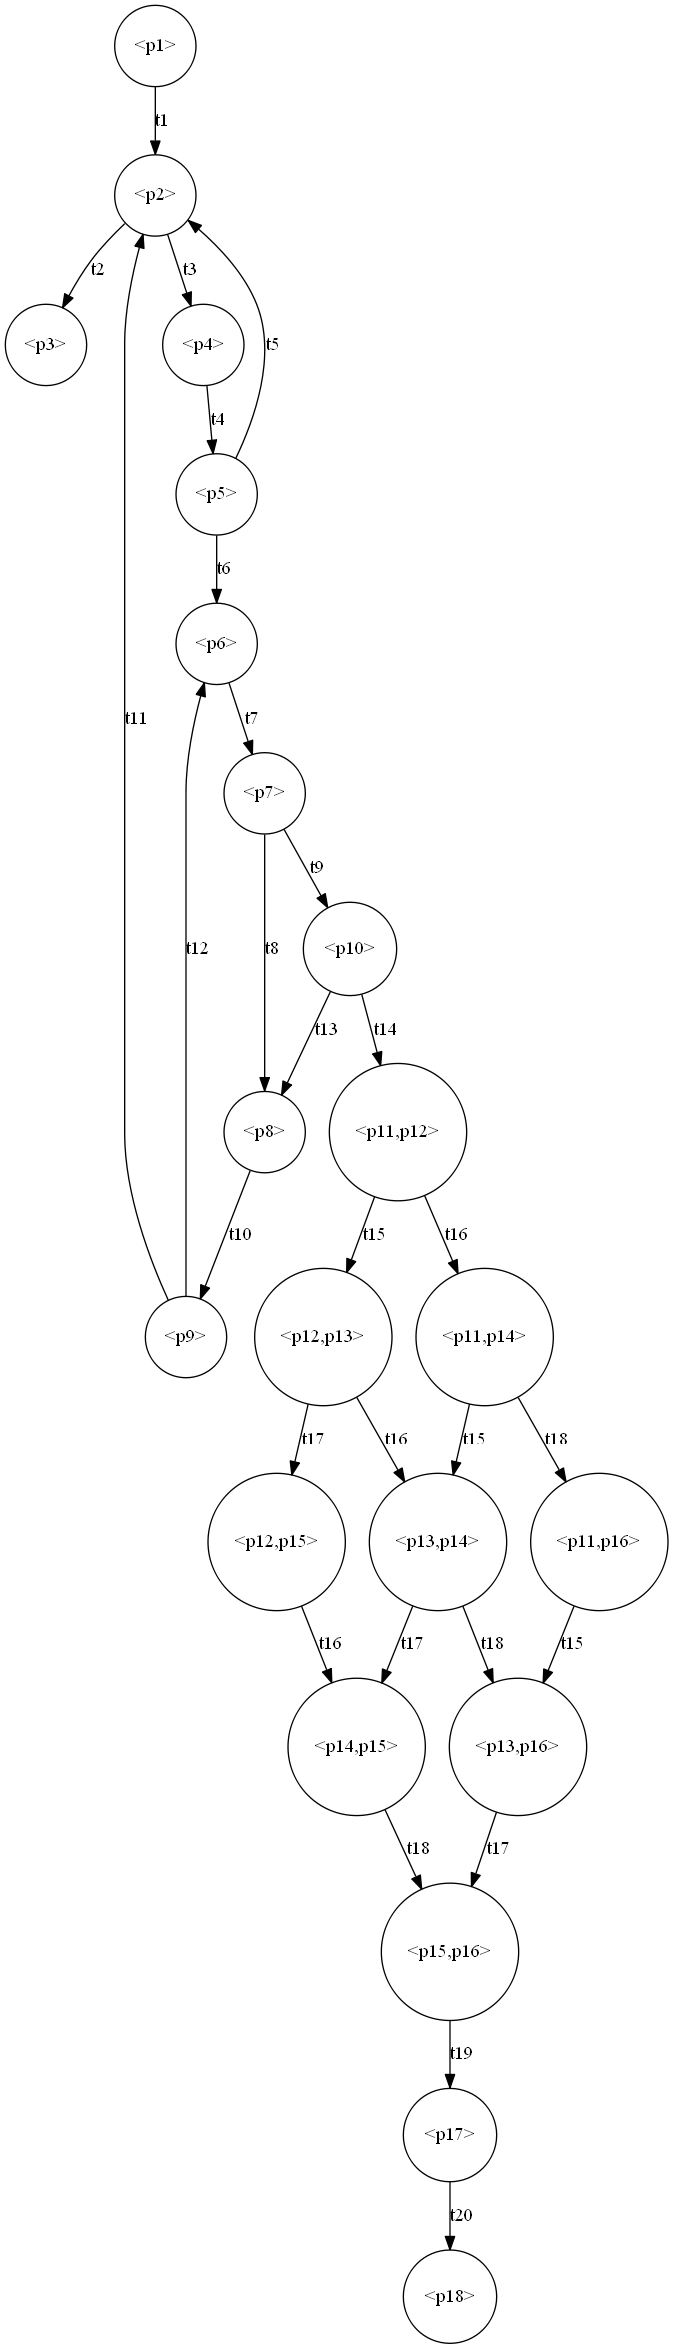 <p1>
t1
<p2>
t2
t3
<p3>
<p4>
t5
t4
<p5>
t6
<p6>
t11
t7
<p7>
t9
t12
t8
<p10>
t13
t14
<p8>
<p11,p12>
t10
t15
t16
<p9>
<p12,p13>
<p11,p14>
t17
t16
t15
t18
<p12,p15>
<p13,p14>
<p11,p16>
t16
t17
t18
t15
<p14,p15>
<p13,p16>
t18
t17
<p15,p16>
t19
<p17>
t20
<p18>